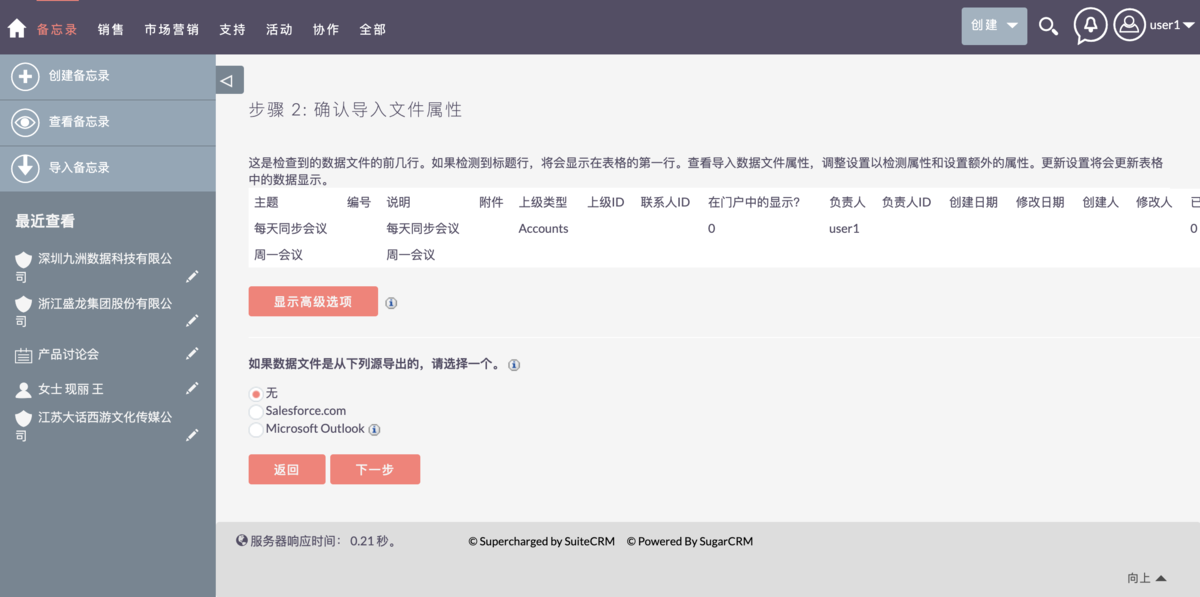 备忘录 销售 市场营销 支持 活动 协作 全部 创建 user1
创建备忘录
查看备忘录
导入备忘录
最近查看
深圳九洲数据科技有限公
司
浙江盛龙集团股份有限公
司
产品讨论会
女士 现丽 王
江苏大话西游文化传媒公
司
步骤 2: 确认导入文件属性
这是检查到的数据文件的前几行。如果检测到标题行，将会显示在表格的第一行。查看导入数据文件属性，调整设置以检测属性和设置额外的属性。更新设置将会更新表格
中的数据显示。
主题 编号 说明 附件 上级类型 上级ID 联系人ID 在门户中的显示? 负责人 负责人ID 创建日期 修改日期 创建人 修改人 已
每天同步会议 每天同步会议 Accounts 0 user1 0
周一会议 周一会议
显示高级选项
如果数据文件是从下列源导出的，请选择一个。
无
Salesforce.com
Microsoft Outlook
返回 下一步
服务器响应时间： 0.21 秒。 © Supercharged by SuiteCRM © Powered By SugarCRM
向上